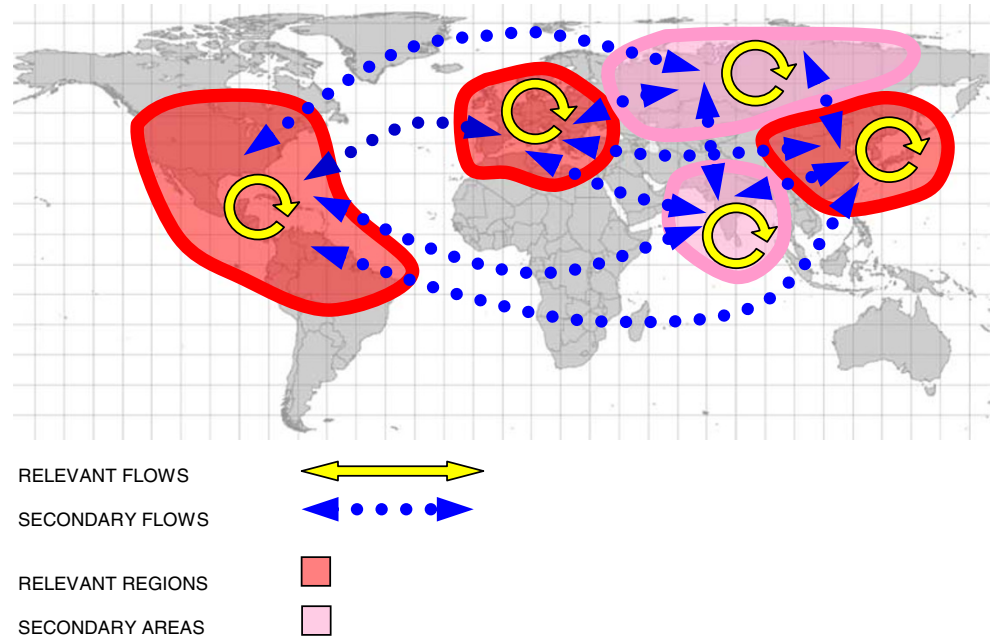 RELEVANT FLOWS
SECONDARY FLOWS
RELEVANT REGIONS
SECONDARY AREAS